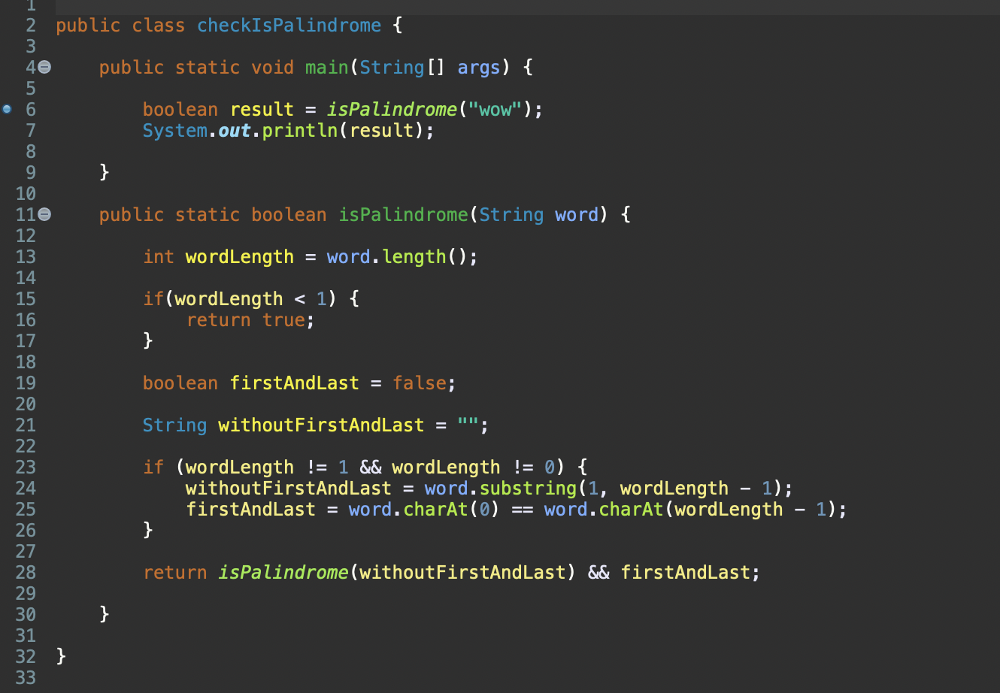 1
2 public class checkIsPalindrome {
3
4 public static void main(String[] args) {
5
6 boolean result = isPalindrome("wow");
7 System.out.println(result);
8
9 }
10
11 public static boolean isPalindrome(String word) {
12
13 int wordLength = word.length();
14
15 if(wordLength < 1) {
16 return true;
17 }
18
19 boolean firstAndLast = false;
20
21 String withoutFirstAndLast = "";
22
23 if (wordLength != 1 && wordLength != 0) {
24 withoutFirstAndLast = word.substring(1, wordLength - 1);
25 firstAndLast = word.charAt(0) == word.charAt(wordLength - 1);
26 }
27
28 return isPalindrome(withoutFirstAndLast) && firstAndLast;
29
30 }
31
32 }
33